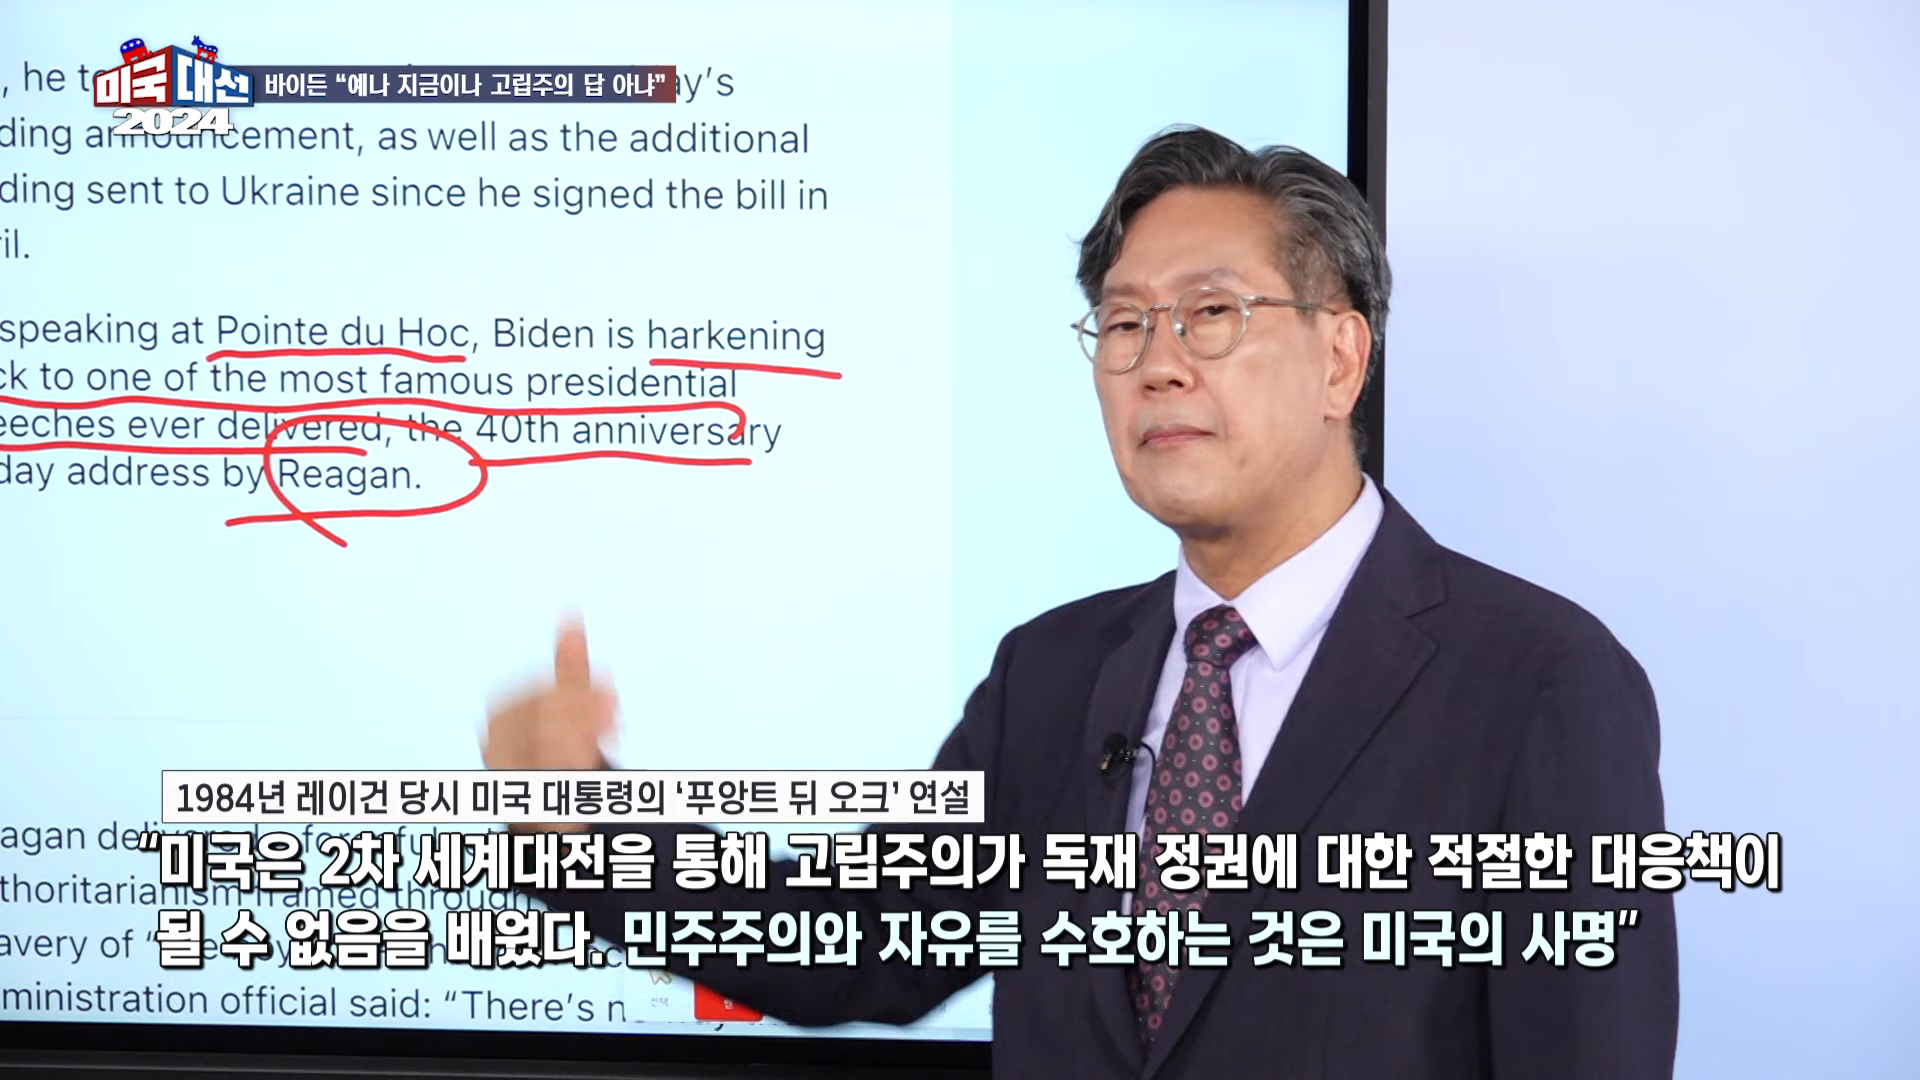 미국 대선 2024
바이든 “예나 지금이나 고립주의 답 아냐”
, he
ay’s
ding announcement, as well as the additional
ding sent to Ukraine since he signed the bill in
il.
speaking at Pointe du Hoc, Biden is harkening
ck to one of the most famous presidential
eeches ever delivered, the 40th anniversary
day address by Reagan.
1984년 레이건 당시 미국 대통령의 ‘푸앙트 뒤 오크’ 연설
“미국은 2차 세계대전을 통해 고립주의가 독재 정권에 대한 적절한 대응책이
될 수 없음을 배웠다. 민주주의와 자유를 수호하는 것은 미국의 사명”
agan
thoritarianism framed through
avery of “
선택
ministration official said: “There’s